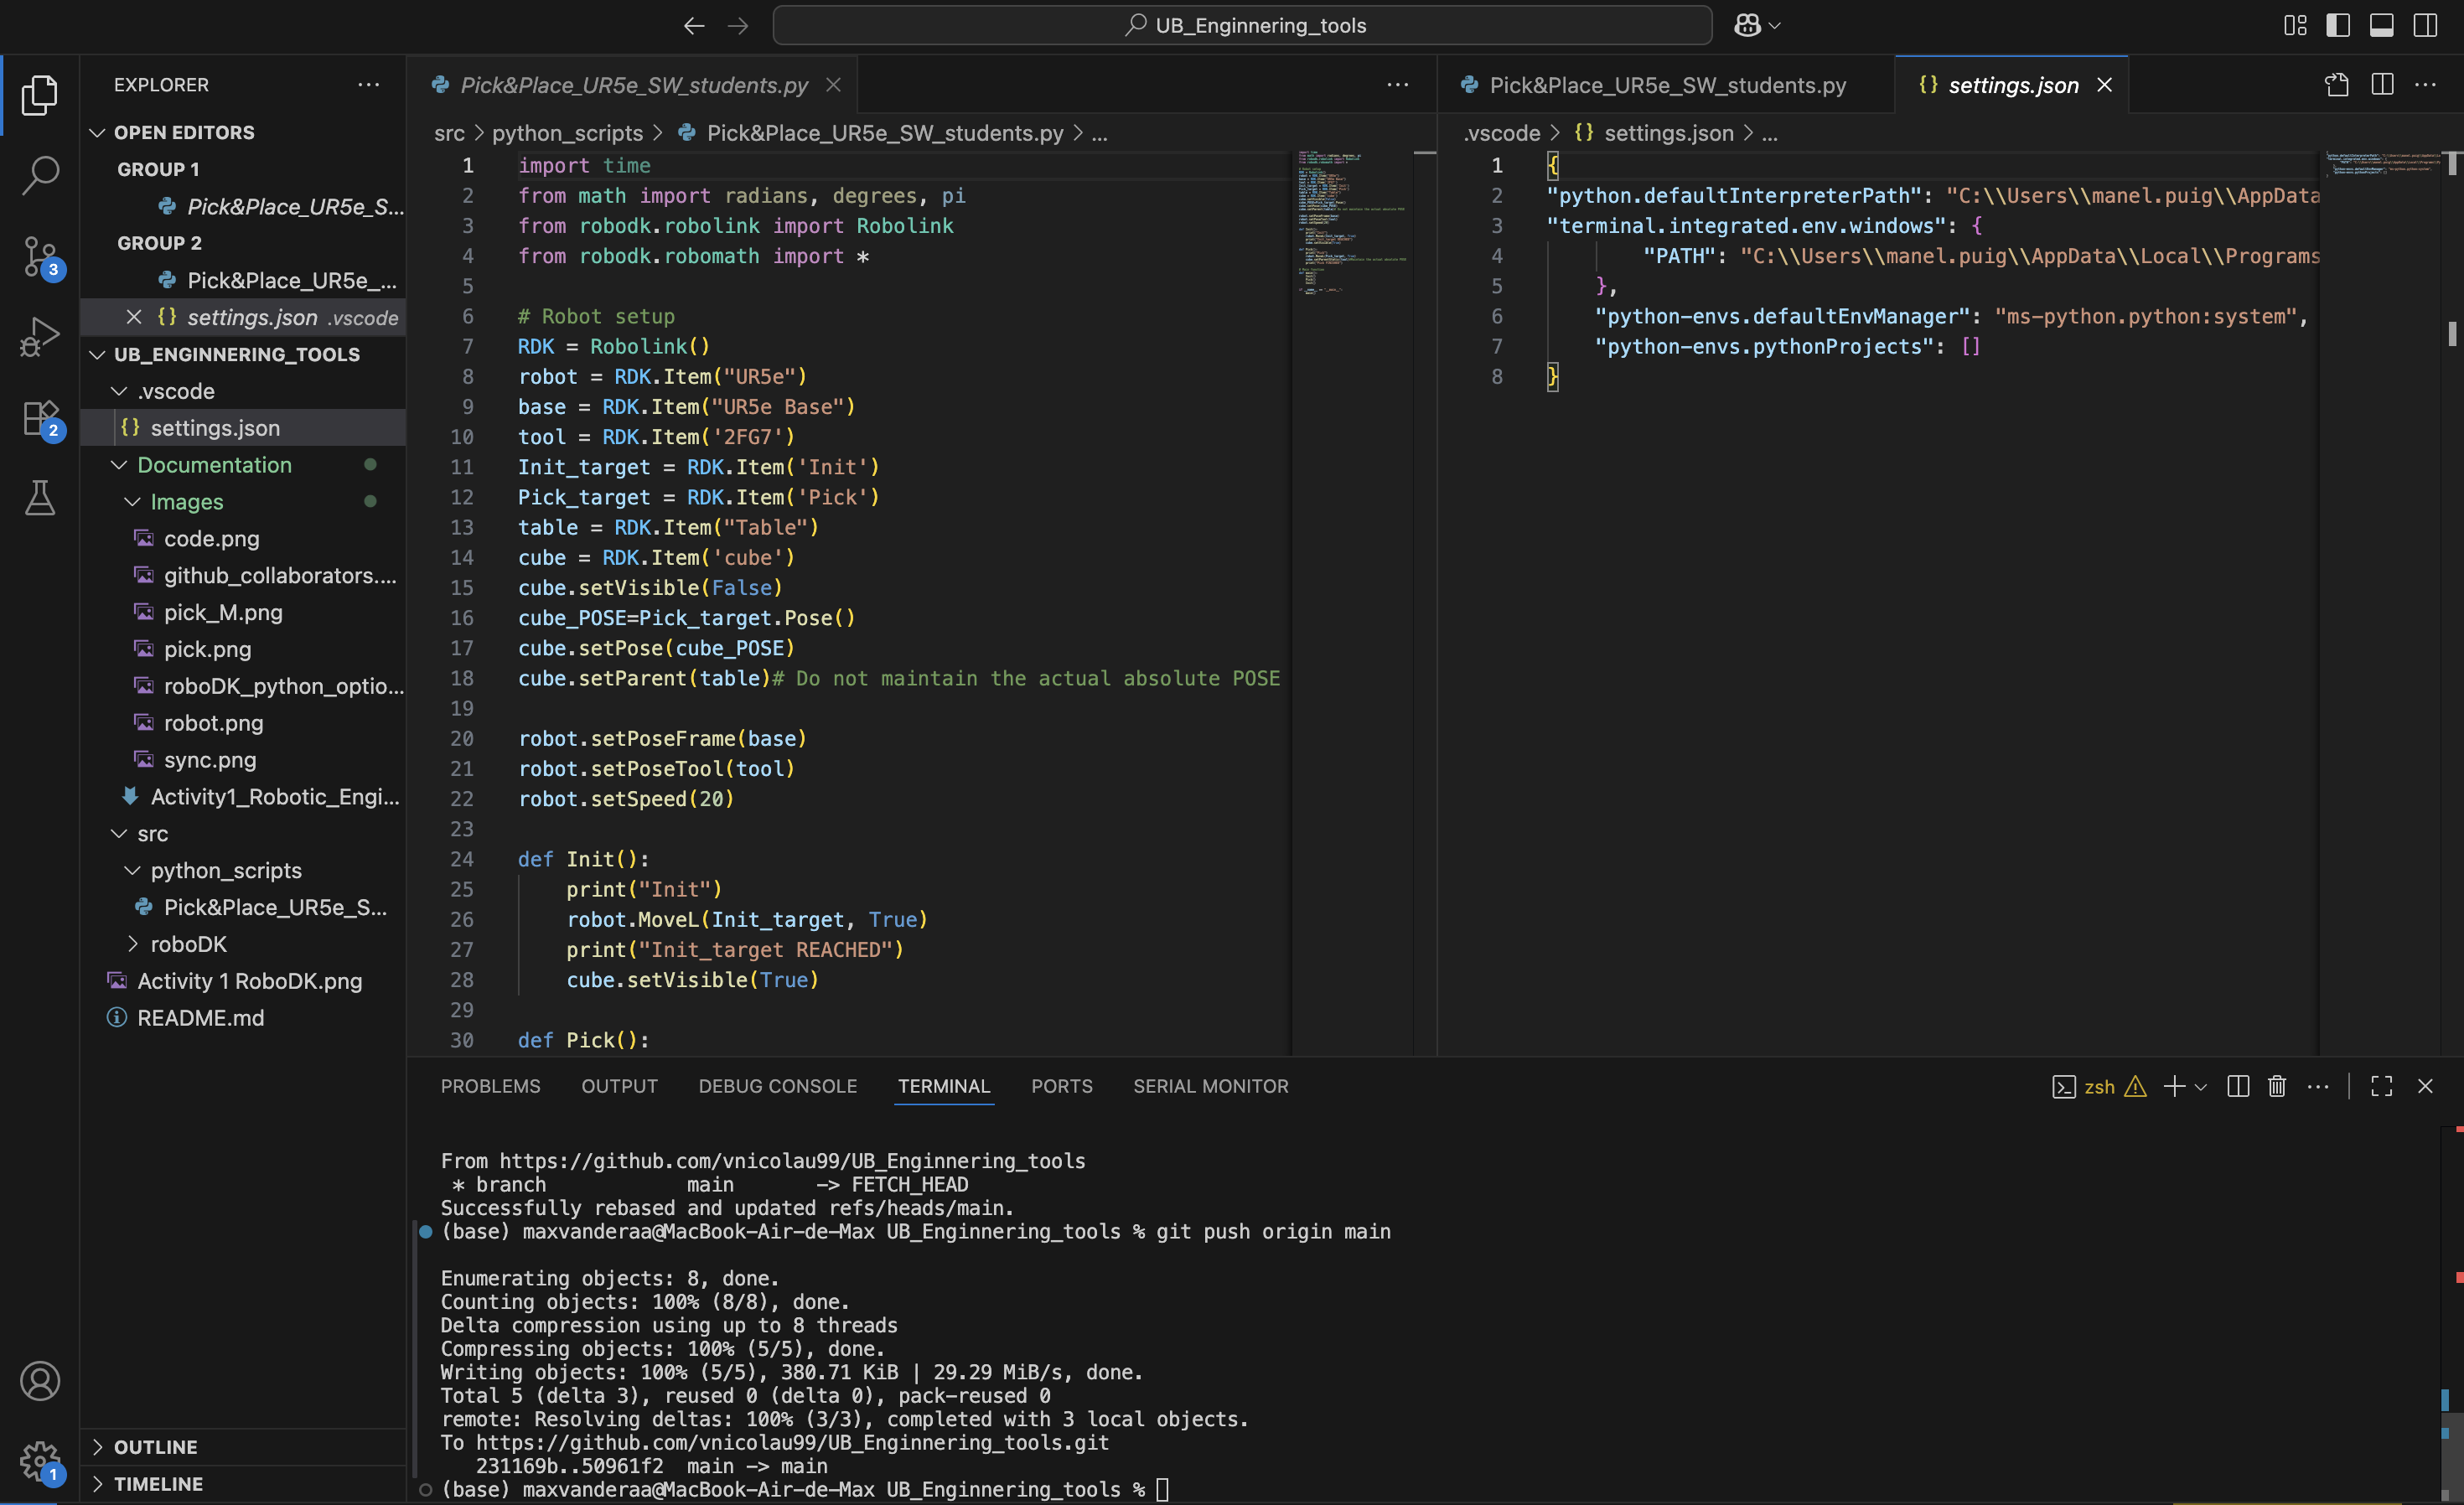 UB_Enginnering_tools
EXPLORER
OPEN EDITORS
GROUP 1
Pick&Place_UR5e_S...
GROUP 2
Pick&Place_UR5e_...
settings.json .vscode
UB_ENGINNERING_TOOLS
.vscode
settings.json
Documentation
Images
code.png
github_collaborators....
pick_M.png
pick.png
roboDK_python_optio...
robot.png
sync.png
Activity1_Robotic_Engi...
src
python_scripts
Pick&Place_UR5e_S...
roboDK
Activity 1 RoboDK.png
README.md
OUTLINE
TIMELINE
3
2
1
Pick&Place_UR5e_SW_students.py
src > python_scripts > Pick&Place_UR5e_SW_students.py > ...
1 import time
2 from math import radians, degrees, pi
3 from robodk.robolink import Robolink
4 from robodk.robomath import *
5
6 # Robot setup
7 RDK = Robolink()
8 robot = RDK.Item("UR5e")
9 base = RDK.Item("UR5e Base")
10 tool = RDK.Item('2FG7')
11 Init_target = RDK.Item('Init')
12 Pick_target = RDK.Item('Pick')
13 table = RDK.Item("Table")
14 cube = RDK.Item('cube')
15 cube.setVisible(False)
16 cube_POSE=Pick_target.Pose()
17 cube.setPose(cube_POSE)
18 cube.setParent(table)# Do not maintain the actual absolute POSE
19
20 robot.setPoseFrame(base)
21 robot.setPoseTool(tool)
22 robot.setSpeed(20)
23
24 def Init():
25     print("Init")
26     robot.MoveL(Init_target, True)
27     print("Init_target REACHED")
28     cube.setVisible(True)
29
30 def Pick():
Pick&Place_UR5e_SW_students.py
settings.json
.vscode > {} settings.json > ...
1 {
2 "python.defaultInterpreterPath": "C:\\Users\\manel.puig\\AppData
3 "terminal.integrated.env.windows": {
4         "PATH": "C:\\Users\\manel.puig\\AppData\\Local\\Programs
5     },
6     "python-envs.defaultEnvManager": "ms-python.python:system",
7     "python-envs.pythonProjects": []
8 }
PROBLEMS OUTPUT DEBUG CONSOLE TERMINAL PORTS SERIAL MONITOR
zsh
From https://github.com/vnicolau99/UB_Enginnering_tools
 * branch            main       -> FETCH_HEAD
Successfully rebased and updated refs/heads/main.
(base) maxvanderaa@MacBook-Air-de-Max UB_Enginnering_tools % git push origin main
Enumerating objects: 8, done.
Counting objects: 100% (8/8), done.
Delta compression using up to 8 threads
Compressing objects: 100% (5/5), done.
Writing objects: 100% (5/5), 380.71 KiB | 29.29 MiB/s, done.
Total 5 (delta 3), reused 0 (delta 0), pack-reused 0
remote: Resolving deltas: 100% (3/3), completed with 3 local objects.
To https://github.com/vnicolau99/UB_Enginnering_tools.git
   231169b..50961f2  main -> main
(base) maxvanderaa@MacBook-Air-de-Max UB_Enginnering_tools %